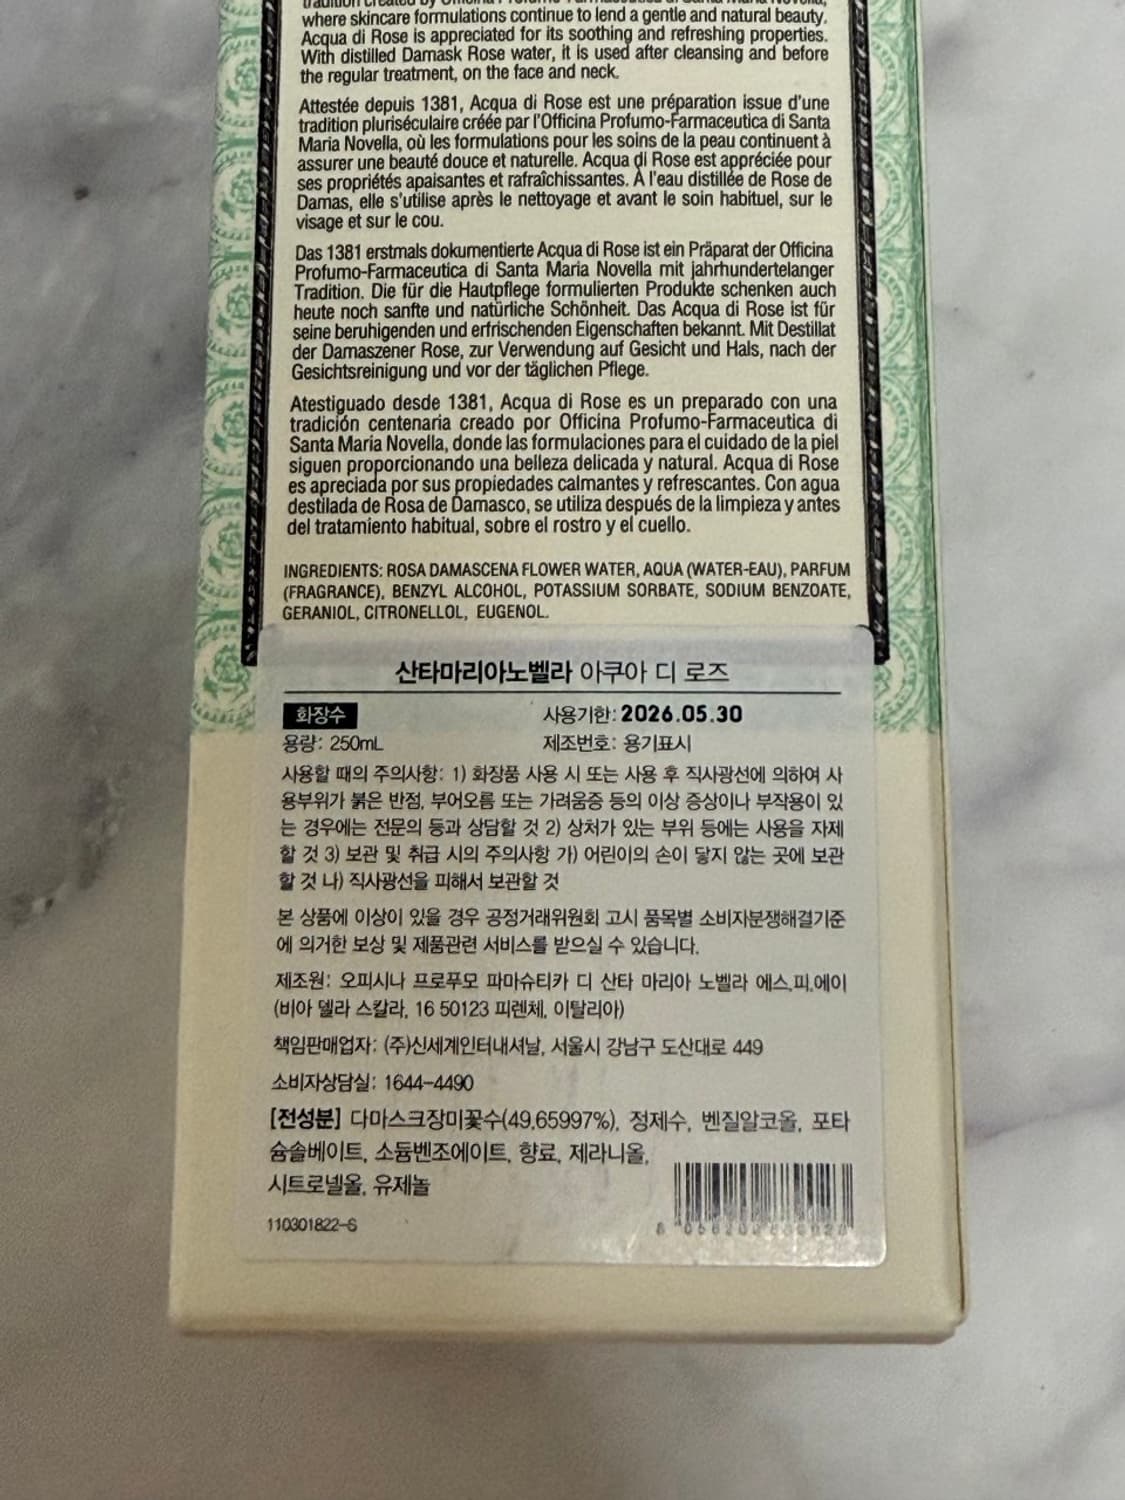 tradition created by Officina Profumo-Farmaceutica di Santa Maria Novella,
where skincare formulations continue to lend a gentle and natural beauty.
Acqua di Rose is appreciated for its soothing and refreshing properties.
With distilled Damask Rose water, it is used after cleansing and before
the regular treatment, on the face and neck.
Attestée depuis 1381, Acqua di Rose est une préparation issue d'une
tradition pluriséculaire créée par l'Officina Profumo-Farmaceutica di Santa
Maria Novella, où les formulations pour les soins de la peau continuent à
assurer une beauté douce et naturelle. Acqua di Rose est appréciée pour
ses propriétés apaisantes et rafraîchissantes. À l'eau distillée de Rose de
Damas, elle s'utilise après le nettoyage et avant le soin habituel, sur le
visage et sur le cou.
Das 1381 erstmals dokumentierte Acqua di Rose ist ein Präparat der Officina
Profumo-Farmaceutica di Santa Maria Novella mit jahrhundertelanger
Tradition. Die für die Hautpflege formulierten Produkte schenken auch
heute noch sanfte und natürliche Schönheit. Das Acqua di Rose ist für
seine beruhigenden und erfrischenden Eigenschaften bekannt. Mit Destillat
der Damaszener Rose, zur Verwendung auf Gesicht und Hals, nach der
Gesichtsreinigung und vor der täglichen Pflege.
Atestiguado desde 1381, Acqua di Rose es un preparado con una
tradición centenaria creado por Officina Profumo-Farmaceutica di
Santa Maria Novella, donde las formulaciones para el cuidado de la piel
siguen proporcionando una belleza delicada y natural. Acqua di Rose
es apreciada por sus propiedades calmantes y refrescantes. Con agua
destilada de Rosa de Damasco, se utiliza después de la limpieza y antes
del tratamiento habitual, sobre el rostro y el cuello.
INGREDIENTS: ROSA DAMASCENA FLOWER WATER, AQUA (WATER-EAU), PARFUM
(FRAGRANCE), BENZYL ALCOHOL, POTASSIUM SORBATE, SODIUM BENZOATE,
GERANIOL, CITRONELLOL, EUGENOL.
산타마리아노벨라 아쿠아 디 로즈
화장수 사용기한: 2026.05.30
용량: 250mL 제조번호: 용기표시
사용할 때의 주의사항: 1) 화장품 사용 시 또는 사용 후 직사광선에 의하여 사
용부위가 붉은 반점, 부어오름 또는 가려움증 등의 이상 증상이나 부작용이 있
는 경우에는 전문의 등과 상담할 것 2) 상처가 있는 부위 등에는 사용을 자제
할 것 3) 보관 및 취급 시의 주의사항 가) 어린이의 손이 닿지 않는 곳에 보관
할 것 나) 직사광선을 피해서 보관할 것
본 상품에 이상이 있을 경우 공정거래위원회 고시 품목별 소비자분쟁해결기준
에 의거한 보상 및 제품관련 서비스를 받으실 수 있습니다.
제조원: 오피시나 프로푸모 파마슈티카 디 산타 마리아 노벨라 에스.피.에이
(비아 델라 스칼라, 16 50123 피렌체, 이탈리아)
책임판매업자: (주)신세계인터내셔날, 서울시 강남구 도산대로 449
소비자상담실: 1644-4490
[전성분] 다마스크장미꽃수(49.65997%), 정제수, 벤질알코올, 포타
슘솔베이트, 소듐벤조에이트, 향료, 제라니올,
시트로넬올, 유제놀
110301822-6